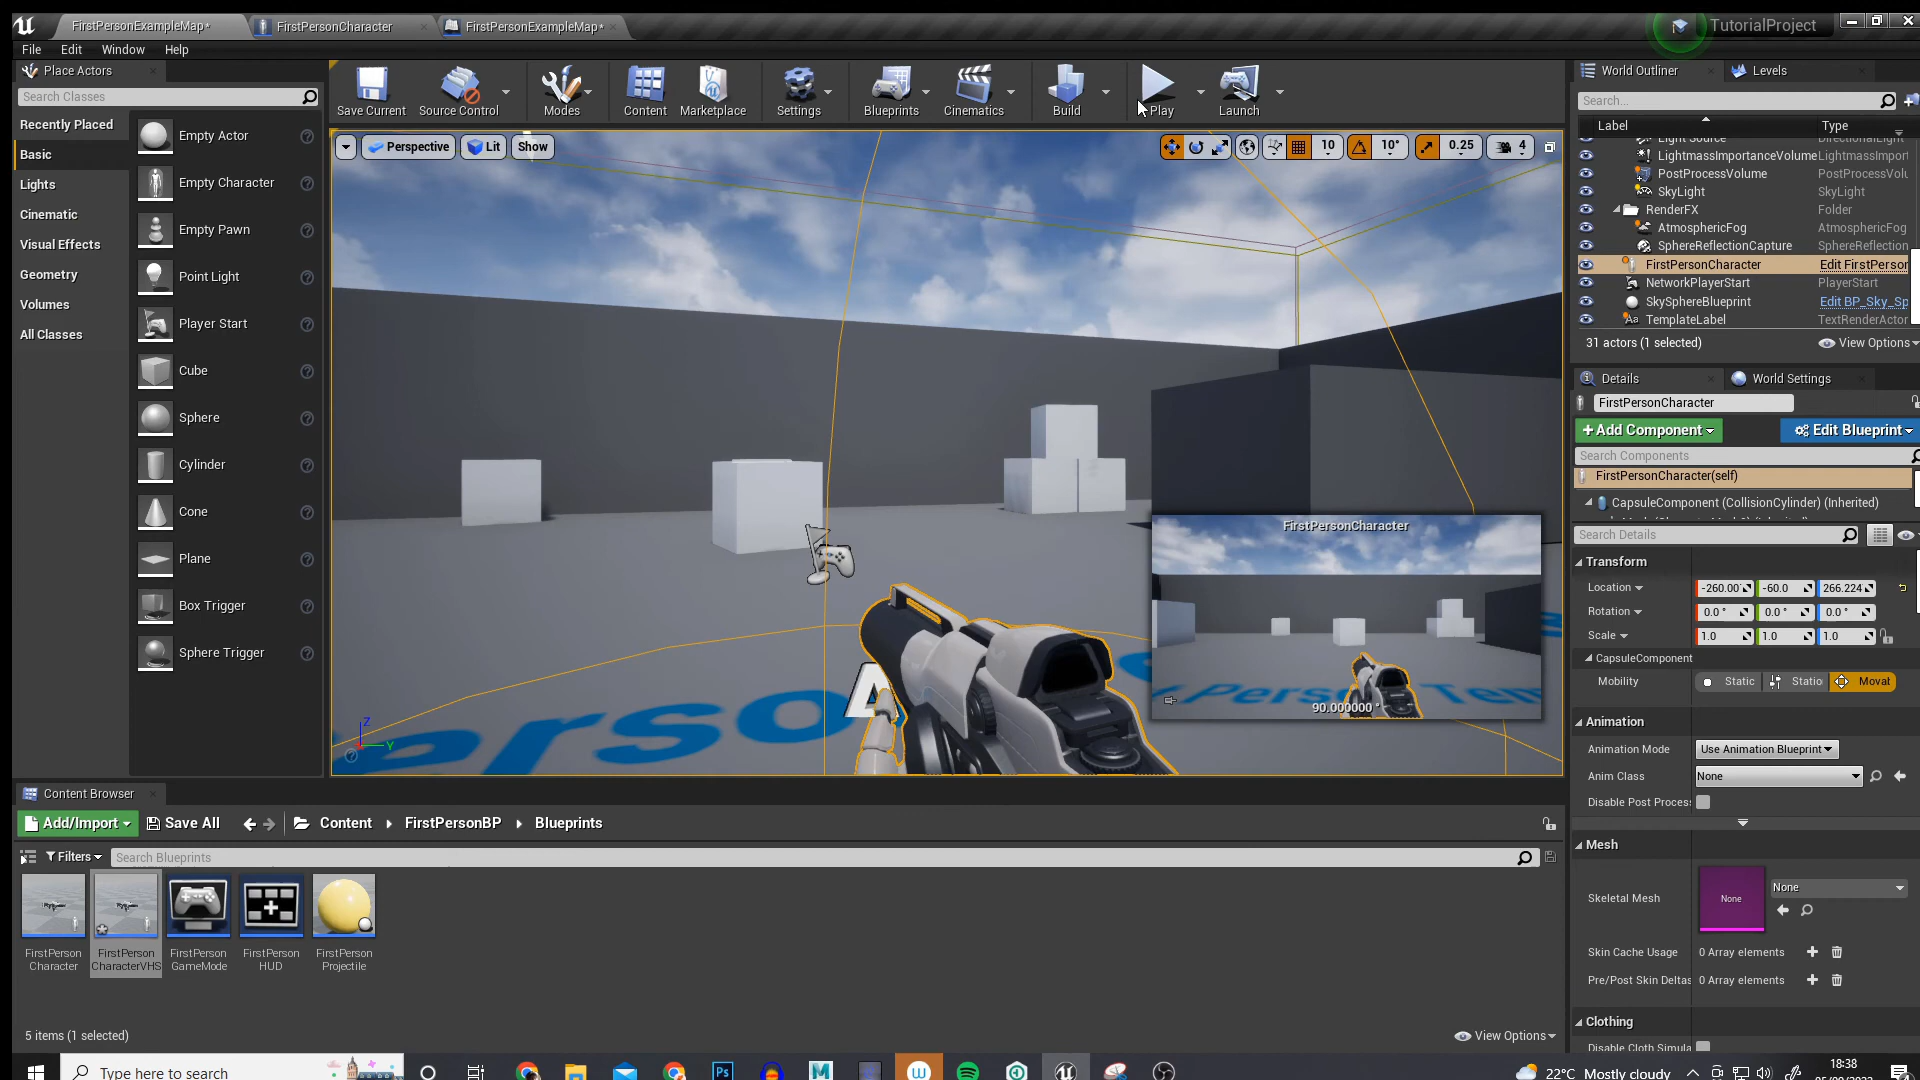 FirstPersonExampleMap*
FirstPersonCharacter
FirstPersonExampleMap*
TutorialProject
File
Edit
Window
Help
Place Actors
Search Classes
Recently Placed
Basic
Lights
Cinematic
Visual Effects
Geometry
Volumes
All Classes
Empty Actor
Empty Character
Empty Pawn
Point Light
Player Start
Cube
Sphere
Cylinder
Cone
Plane
Box Trigger
Sphere Trigger
Save Current
Source Control
Modes
Content
Marketplace
Settings
Blueprints
Cinematics
Build
Play
Launch
Perspective
Lit
Show
10
10°
0.25
4
FirstPersonCharacter
90.000000 °
Z
Y
World Outliner
Levels
Search...
Label
Type
Light Source
DirectionalLight
LightmassImportanceVolume
LightmassImport
PostProcessVolume
PostProcessVolu
SkyLight
SkyLight
RenderFX
Folder
AtmosphericFog
AtmosphericFog
SphereReflectionCapture
SphereReflection
FirstPersonCharacter
Edit FirstPerson
NetworkPlayerStart
PlayerStart
SkySphereBlueprint
Edit BP_Sky_Sp
TemplateLabel
TextRenderActor
31 actors (1 selected)
View Options
Details
World Settings
FirstPersonCharacter
+ Add Component
Edit Blueprint
Search Components
FirstPersonCharacter(self)
CapsuleComponent (CollisionCylinder) (Inherited)
Search Details
Transform
Location
-260.00
-60.0
266.224
Rotation
0.0 °
0.0 °
0.0 °
Scale
1.0
1.0
1.0
CapsuleComponent
Mobility
Static
Statio
Movat
Animation
Animation Mode
Use Animation Blueprint
Anim Class
None
Disable Post Proces
Mesh
Skeletal Mesh
None
None
Skin Cache Usage
0 Array elements
Pre/Post Skin Deltas
0 Array elements
Clothing
Disable Cloth Simula
Content Browser
Add/Import
Save All
Content
FirstPersonBP
Blueprints
Filters
Search Blueprints
FirstPerson
Character
FirstPerson
CharacterVHS
FirstPerson
GameMode
FirstPerson
HUD
FirstPerson
Projectile
5 items (1 selected)
View Options
Type here to search
Ps
22°C
Mostly cloudy
18:38